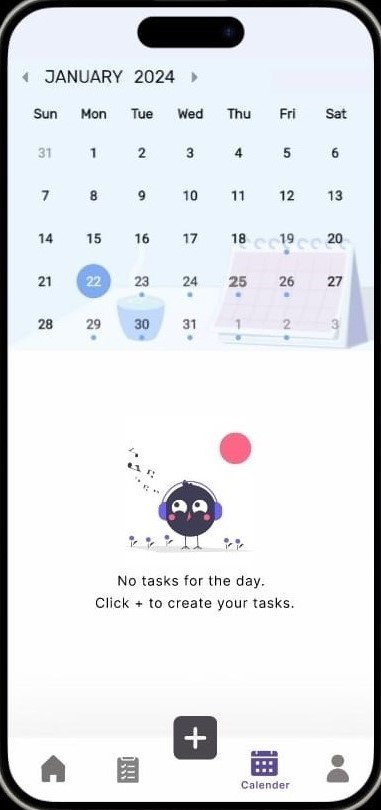 JANUARY 2024
Sun Mon Tue Wed Thu Fri Sat
31 1 2 3 4 5 6
7 8 9 10 11 12 13
14 15 16 17 18 19 20
21 22 23 24 25 26 27
28 29 30 31 1 2 3
No tasks for the day.
Click + to create your tasks.
Calender